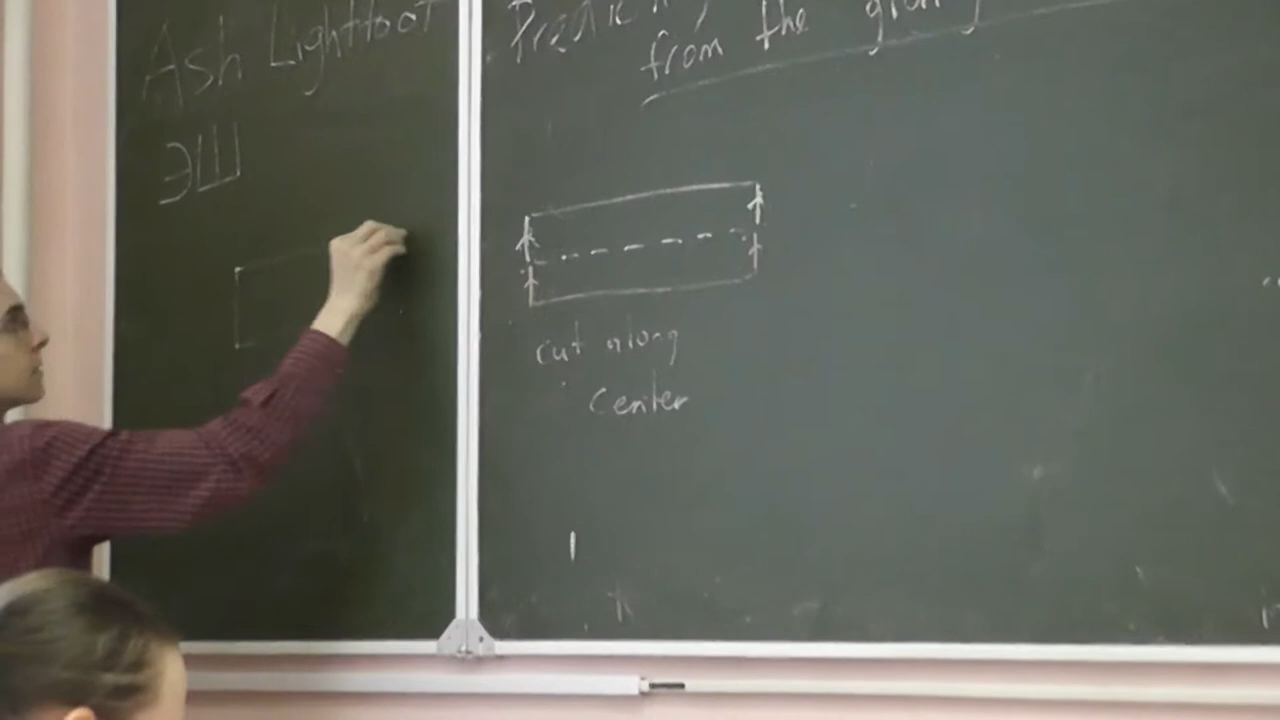 Ash Lightfoot
ЭШ
from the
cut along
center